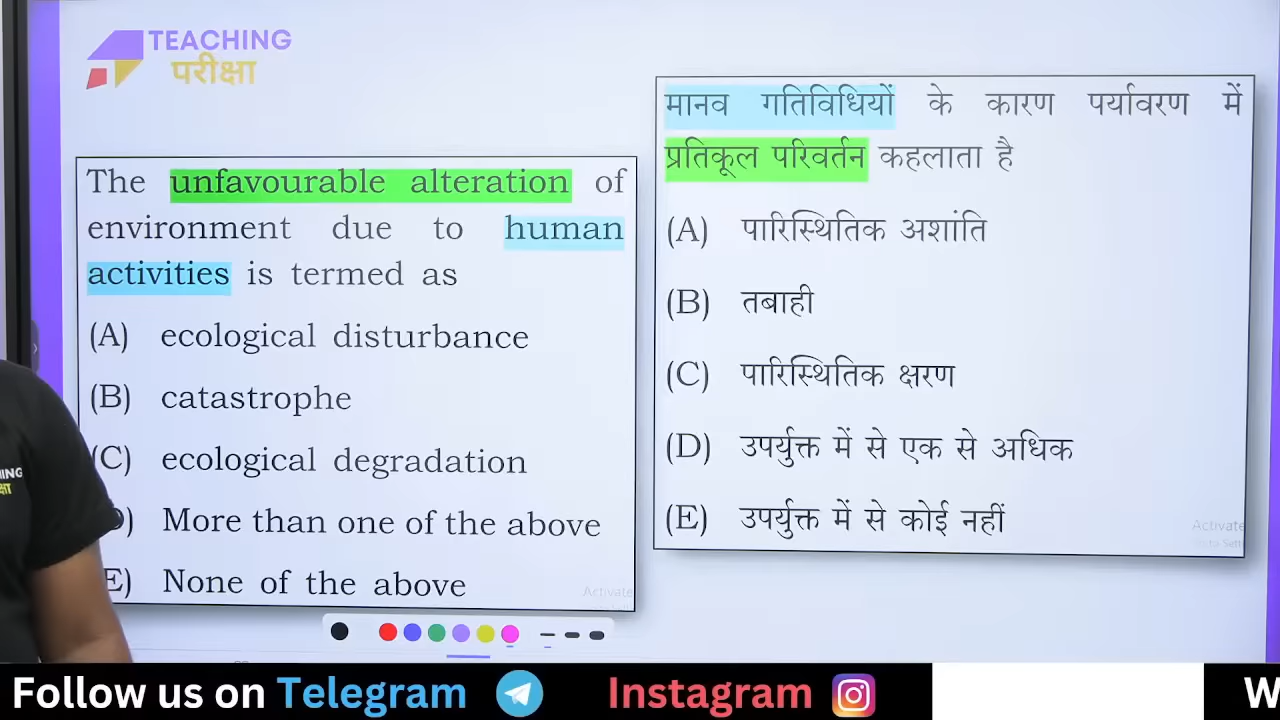 TEACHING
परीक्षा
The unfavourable alteration of
environment due to human
activities is termed as
(A) ecological disturbance
(B) catastrophe
(C) ecological degradation
(D) More than one of the above
(E) None of the above
मानव गतिविधियों के कारण पर्यावरण में
प्रतिकूल परिवर्तन कहलाता है
(A) पारिस्थितिक अशांति
(B) तबाही
(C) पारिस्थितिक क्षरण
(D) उपर्युक्त में से एक से अधिक
(E) उपर्युक्त में से कोई नहीं
Activate
Activate
Follow us on Telegram Instagram W